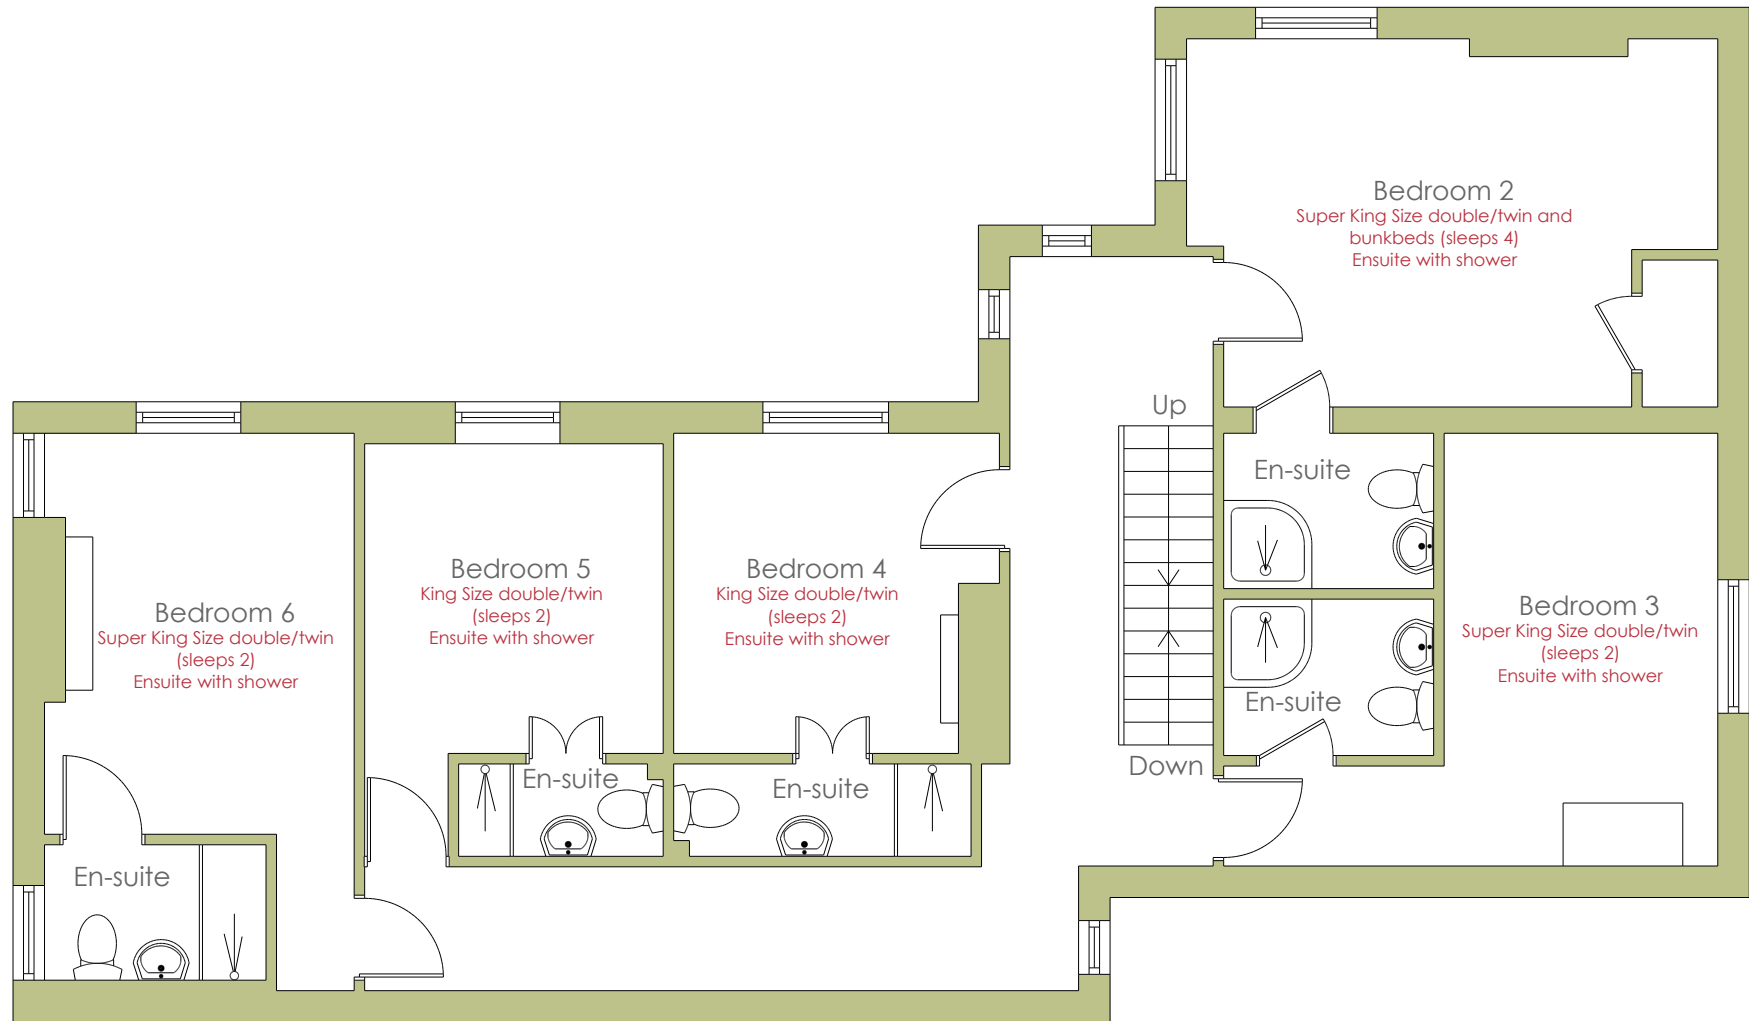 Bedroom 2
Super King Size double/twin and
bunkbeds (sleeps 4)
Ensuite with shower
Up
En-suite
Bedroom 6
Super King Size double/twin
(sleeps 2)
Ensuite with shower
Bedroom 5
King Size double/twin
(sleeps 2)
Ensuite with shower
Bedroom 4
King Size double/twin
(sleeps 2)
Ensuite with shower
Bedroom 3
Super King Size double/twin
(sleeps 2)
Ensuite with shower
En-suite
Down
En-suite
En-suite
En-suite